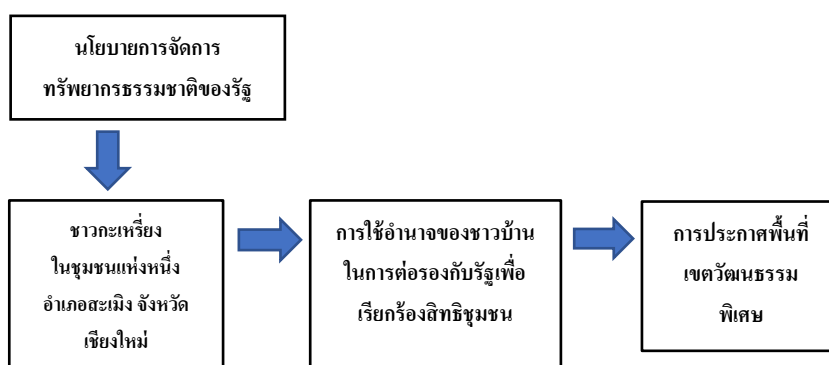 นโยบายการจัดการ
ทรัพยากรธรรมชาติของรัฐ
ชาวกะเหรี่ยง
ในชุมชนแห่งหนึ่ง
อำเภอสะเมิง จังหวัด
เชียงใหม่
การใช้อำนาจของชาวบ้าน
ในการต่อรองกับรัฐเพื่อ
เรียกร้องสิทธิชุมชน
การประกาศพื้นที่
เขตวัฒนธรรม
พิเศษ